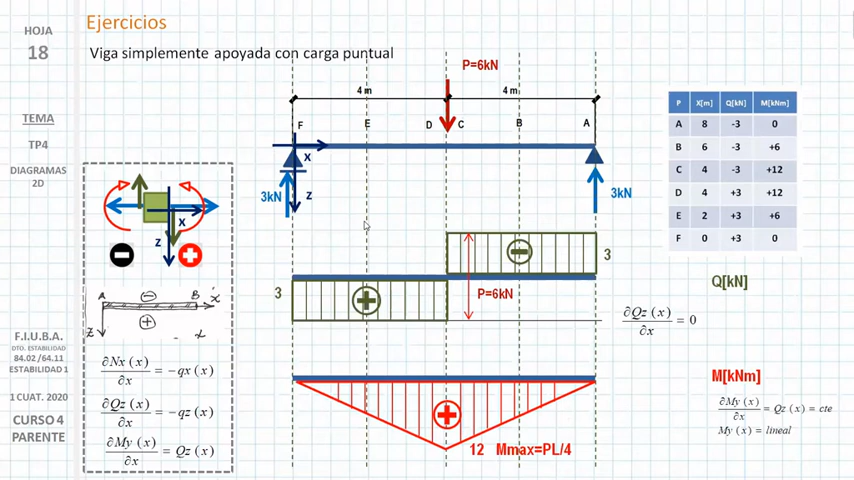 HOJA
18
TEMA
TP4
DIAGRAMAS
2D
F.I.U.B.A.
DTO. ESTABILIDAD
84.02 /64.11
ESTABILIDAD 1
1 CUAT. 2020
CURSO 4
PARENTE
Ejercicios
Viga simplemente apoyada con carga puntual
P=6kN
4 m
4 m
F
E
D
C
B
A
X
3kN
Z
3kN
X
Z
A
B
x
z
x
∂Nx (x)/∂x = −qx (x)
∂Qz (x)/∂x = −qz (x)
∂My (x)/∂x = Qz (x)
3
P=6kN
3
12 Mmax=PL/4
P X[m] Q[kN] M[kNm]
A 8 -3 0
B 6 -3 +6
C 4 -3 +12
D 4 +3 +12
E 2 +3 +6
F 0 +3 0
Q[kN]
∂Qz (x)/∂x = 0
M[kNm]
∂My (x)/∂x = Qz (x) = cte
My (x) = lineal